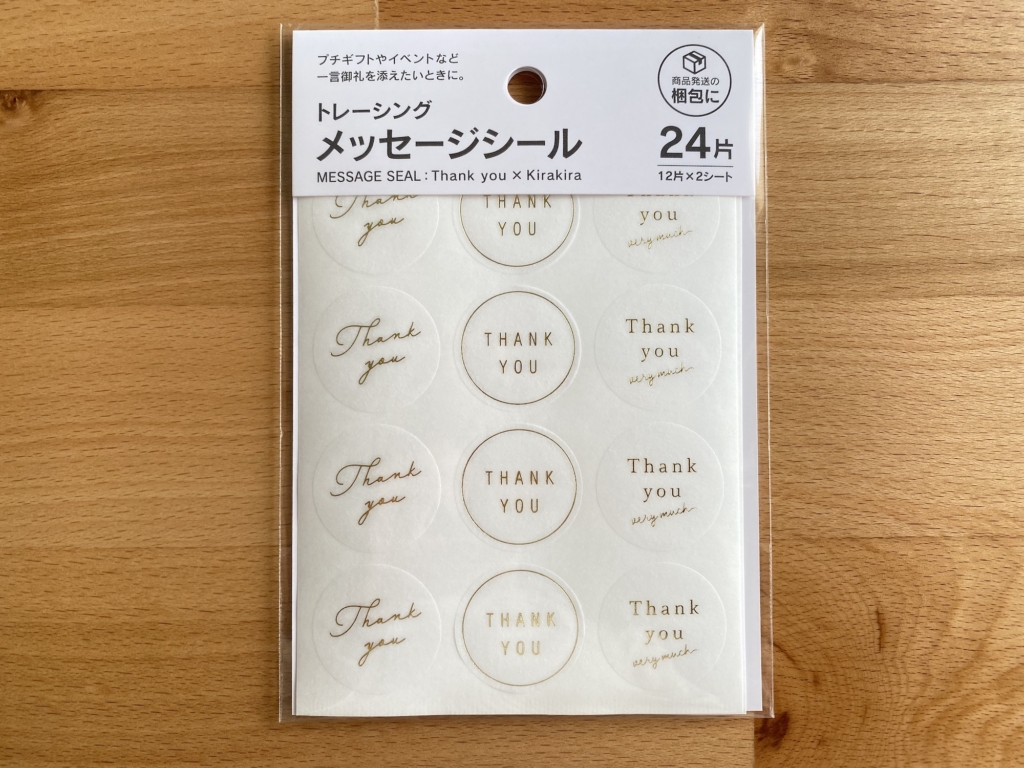 プチギフトやイベントなど
一言御礼を添えたいときに。
トレーシング
メッセージシール
MESSAGE SEAL : Thank you × Kirakira
商品発送の
梱包に
24片
12片×2シート
Thank
you
THANK
YOU
you
very much
Thank
you
THANK
YOU
Thank
you
very much
Thank
you
THANK
YOU
Thank
you
very much
Thank
you
THANK
YOU
Thank
you
very much